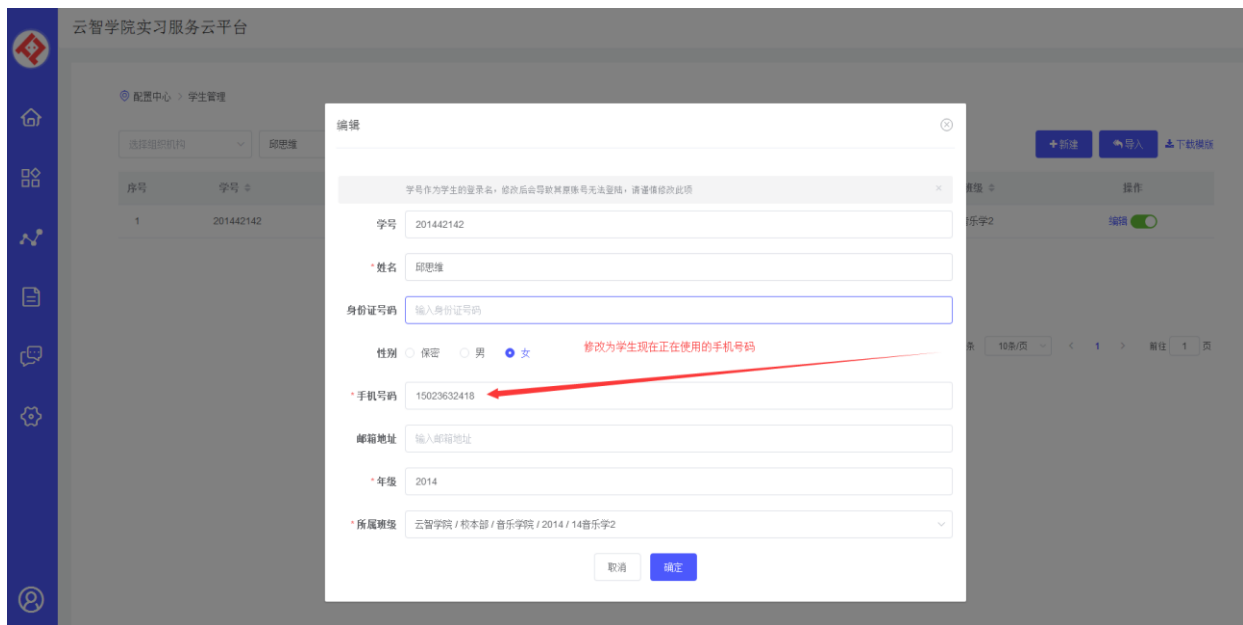 云智学院实习服务云平台
配置中心 > 学生管理
选择组织机构
邱思维
+新建
导入
下载模版
序号
学号
班级
操作
1
201442142
音乐学2
编辑
条
10条/页
<
1
>
前往
1
页
编辑
学号作为学生的登录名，修改后会导致其原账号无法登陆，请谨慎修改此项
学号
201442142
*姓名
邱思维
身份证号码
输入身份证号码
性别
保密
男
女
修改为学生现在正在使用的手机号码
*手机号码
15023632418
邮箱地址
输入邮箱地址
*年级
2014
*所属班级
云智学院 / 校本部 / 音乐学院 / 2014 / 14音乐学2
取消
确定